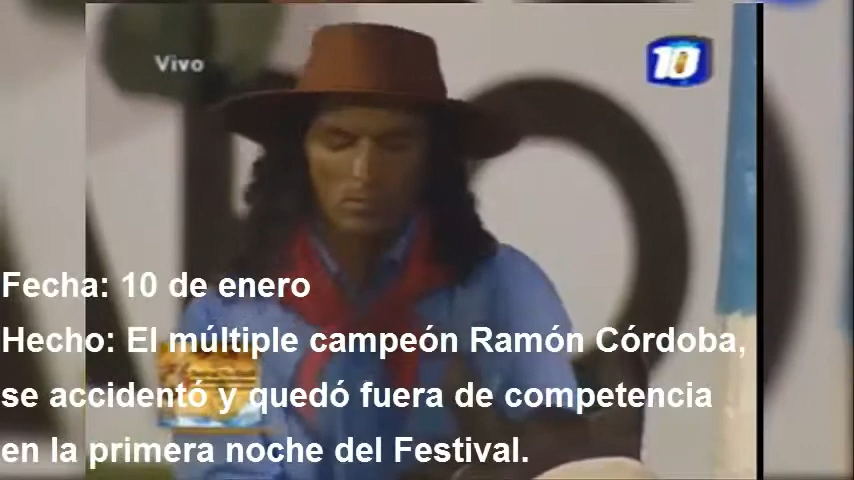 Vivo
10
Fecha: 10 de enero
Hecho: El múltiple campeón Ramón Córdoba,
se accidentó y quedó fuera de competencia
en la primera noche del Festival.